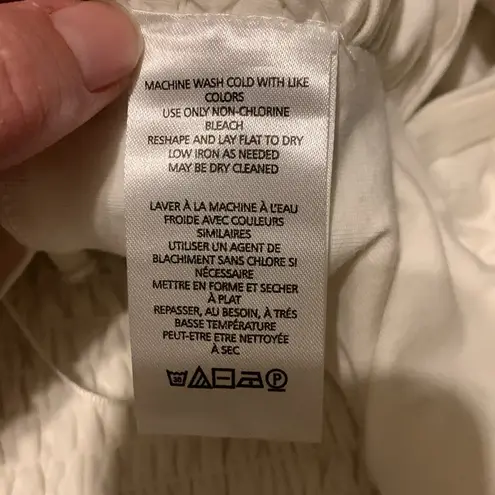 MACHINE WASH COLD WITH LIKE
COLORS
USE ONLY NON-CHLORINE
BLEACH
RESHAPE AND LAY FLAT TO DRY
LOW IRON AS NEEDED
MAY BE DRY CLEANED
LAVER À LA MACHINE À L'EAU
FROIDE AVEC COULEURS
SIMILAIRES
UTILISER UN AGENT DE
BLACHIMENT SANS CHLORE SI
NÉCESSAIRE
METTRE EN FORME ET SECHER
À PLAT
REPASSER, AU BESOIN, À TRÉS
BASSE TEMPÉRATURE
PEUT-ÊTRE ETRE NETTOYÉE
À SEC
30 P